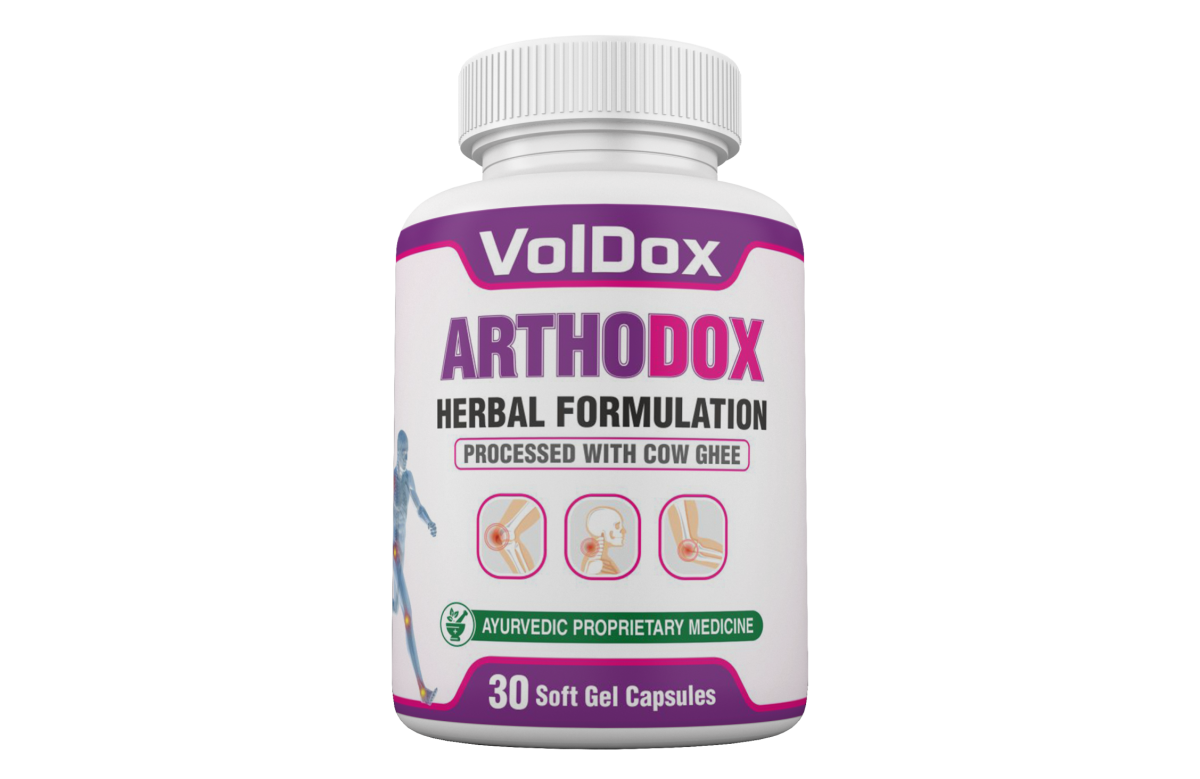 VolDox
ARTHODOX
HERBAL FORMULATION
PROCESSED WITH COW GHEE
AYURVEDIC PROPRIETARY MEDICINE
30 Soft Gel Capsules